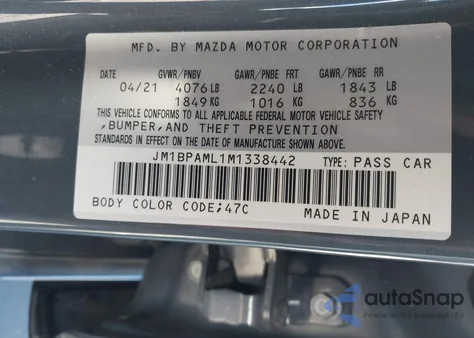 MFD. BY MAZDA MOTOR CORPORATION
GVWR/PNBV GAWR/PNBE FRT GAWR/PNBE RR
04/21 4076LB 2240 LB 1843 LB
1849KG 1016 KG 836 KG
THIS VEHICLE CONFORMS TO ALL APPLICABLE FEDERAL MOTOR VEHICLE SAFETY
,BUMPER,AND THEFT PREVENTION
STANDARDS IN EFFECT ON THE DATE OF MANUFACTURE SHOWN ABOVE.
JM1BPAML1M1338442 TYPE: PASS CAR
BODY COLOR CODE;47C MADE IN JAPAN
autoSnap